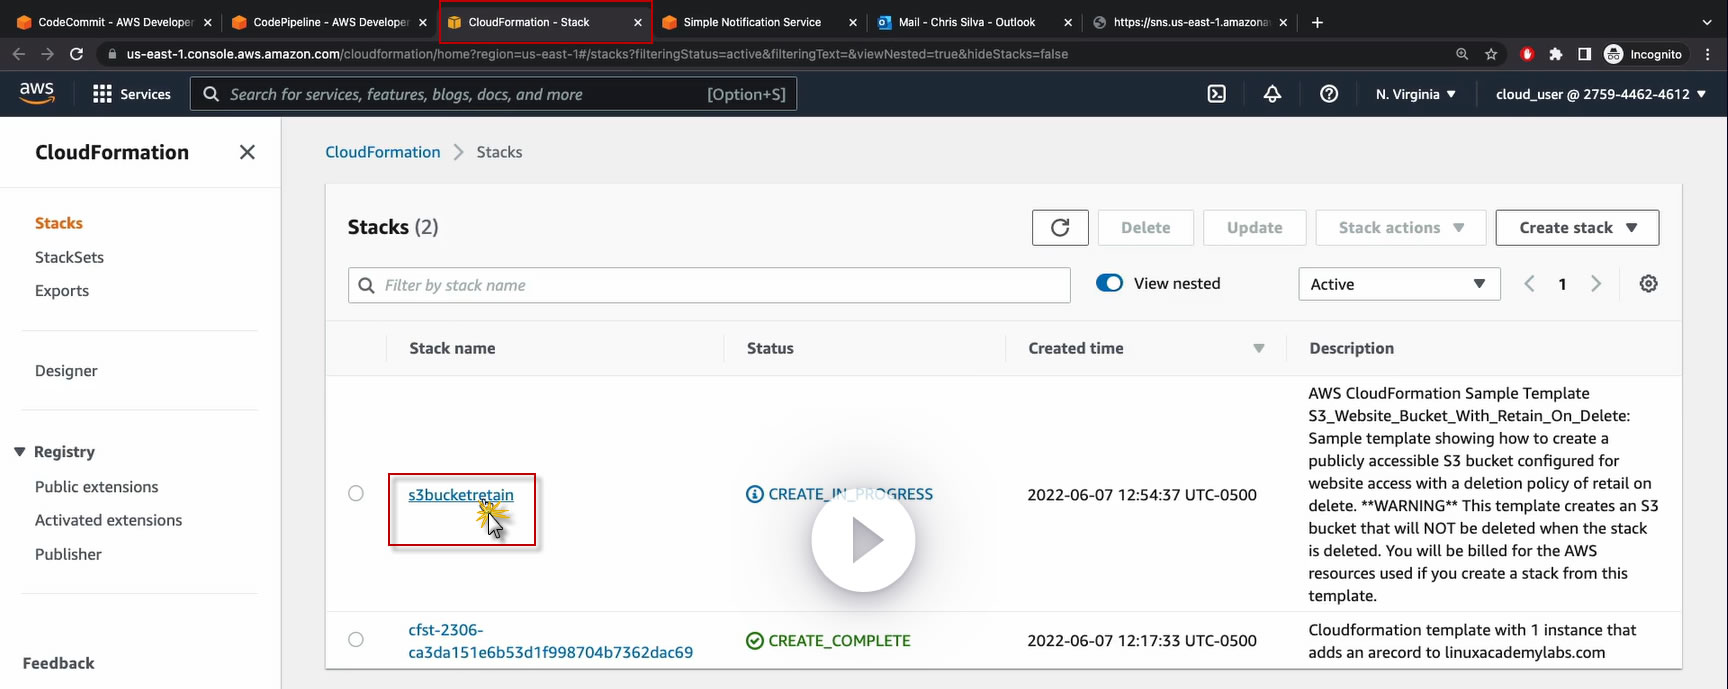 CodeCommit - AWS Developer
CodePipeline - AWS Developer
CloudFormation - Stack
Simple Notification Service
Mail - Chris Silva - Outlook
https://sns.us-east-1.amazona
us-east-1.console.aws.amazon.com/cloudformation/home?region=us-east-1#/stacks?filteringStatus=active&filteringText=&viewNested=true&hideStacks=false
Incognito
aws
Services
Search for services, features, blogs, docs, and more
[Option+S]
N. Virginia
cloud_user @ 2759-4462-4612
CloudFormation
Stacks
StackSets
Exports
Designer
Registry
Public extensions
Activated extensions
Publisher
Feedback
CloudFormation > Stacks
Stacks (2)
Delete
Update
Stack actions
Create stack
Filter by stack name
View nested
Active
1
Stack name
Status
Created time
Description
s3bucketretain
CREATE_IN_PROGRESS
2022-06-07 12:54:37 UTC-0500
AWS CloudFormation Sample Template
S3_Website_Bucket_With_Retain_On_Delete:
Sample template showing how to create a
publicly accessible S3 bucket configured for
website access with a deletion policy of retail on
delete. **WARNING** This template creates an S3
bucket that will NOT be deleted when the stack
is deleted. You will be billed for the AWS
resources used if you create a stack from this
template.
cfst-2306-
ca3da151e6b53d1f998704b7362dac69
CREATE_COMPLETE
2022-06-07 12:17:33 UTC-0500
Cloudformation template with 1 instance that
adds an arecord to linuxacademylabs.com